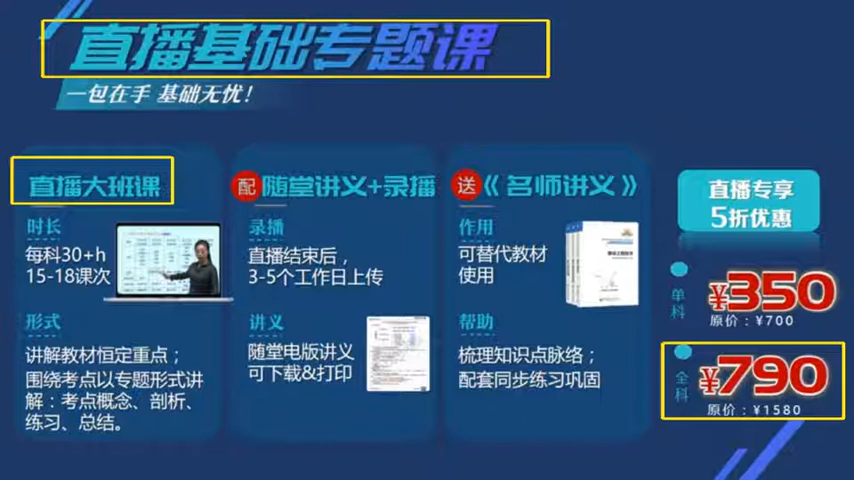 直播基础专题课
一包在手 基础无忧！
直播大班课
时长
每科30+h
15-18课次
形式
讲解教材恒定重点；
围绕考点以专题形式讲
解：考点概念、剖析、
练习、总结。
配 随堂讲义+录播
录播
直播结束后，
3-5个工作日上传
讲义
随堂电版讲义
可下载&打印
送《名师讲义》
作用
可替代教材
使用
帮助
梳理知识点脉络；
配套同步练习巩固
直播专享
5折优惠
单科
¥350
原价：¥700
全科
¥790
原价：¥1580